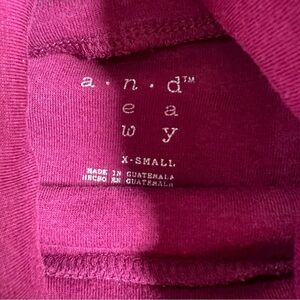 a · n · d™
e a
w y
X-SMALL
MADE IN GUATEMALA
HECHO EN GUATEMALA